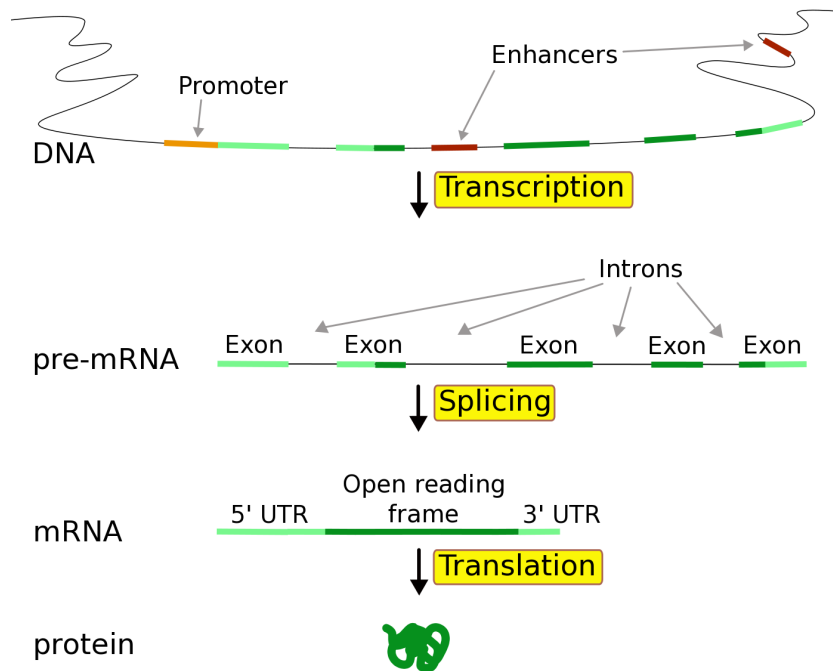 Enhancers
Promoter
DNA
Transcription
Introns
Exon Exon Exon Exon Exon
pre-mRNA
Splicing
Open reading
5' UTR frame 3' UTR
mRNA
Translation
protein